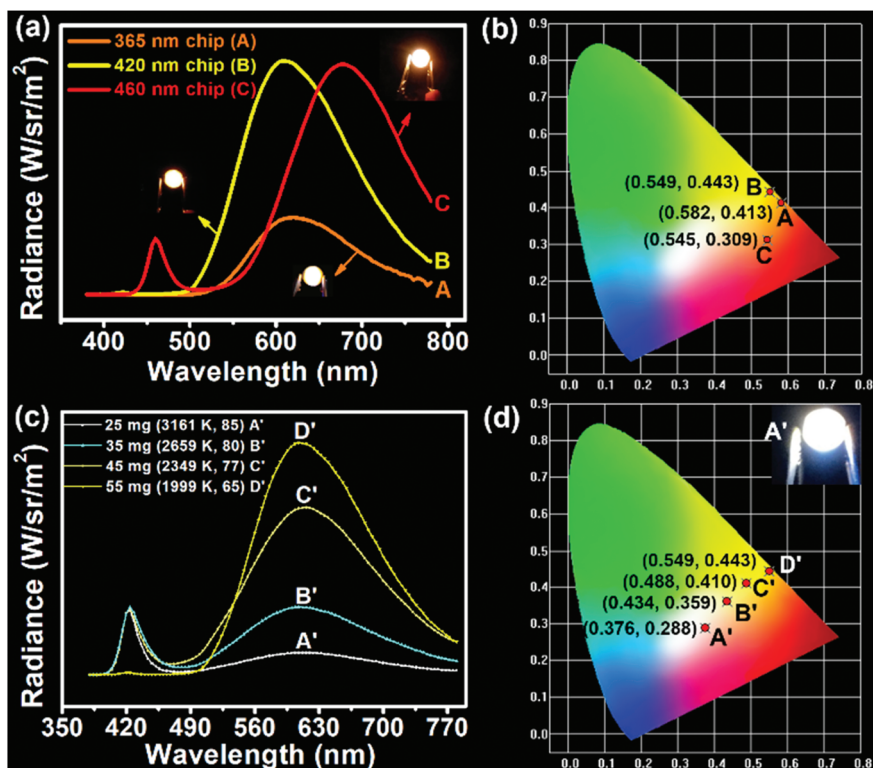 (a)
365 nm chip (A)
420 nm chip (B)
460 nm chip (C)
C
B
A
Radiance (W/sr/m²)
400 500 600 700 800
Wavelength (nm)
(b)
0.9
0.8
0.7
0.6
0.5
0.4
0.3
0.2
0.1
0.0
B
(0.549, 0.443)
A
(0.582, 0.413)
(0.545, 0.309)
C
0.0 0.1 0.2 0.3 0.4 0.5 0.6 0.7 0.8
(c)
25 mg (3161 K, 85) A'
35 mg (2659 K, 80) B'
45 mg (2349 K, 77) C'
55 mg (1999 K, 65) D'
D'
C'
B'
A'
Radiance (W/sr/m²)
350 420 490 560 630 700 770
Wavelength (nm)
(d)
A'
0.9
0.8
0.7
0.6
0.5
0.4
0.3
0.2
0.1
0.0
(0.549, 0.443) D'
(0.488, 0.410) C'
(0.434, 0.359) B'
(0.376, 0.288) A'
0.0 0.1 0.2 0.3 0.4 0.5 0.6 0.7 0.8